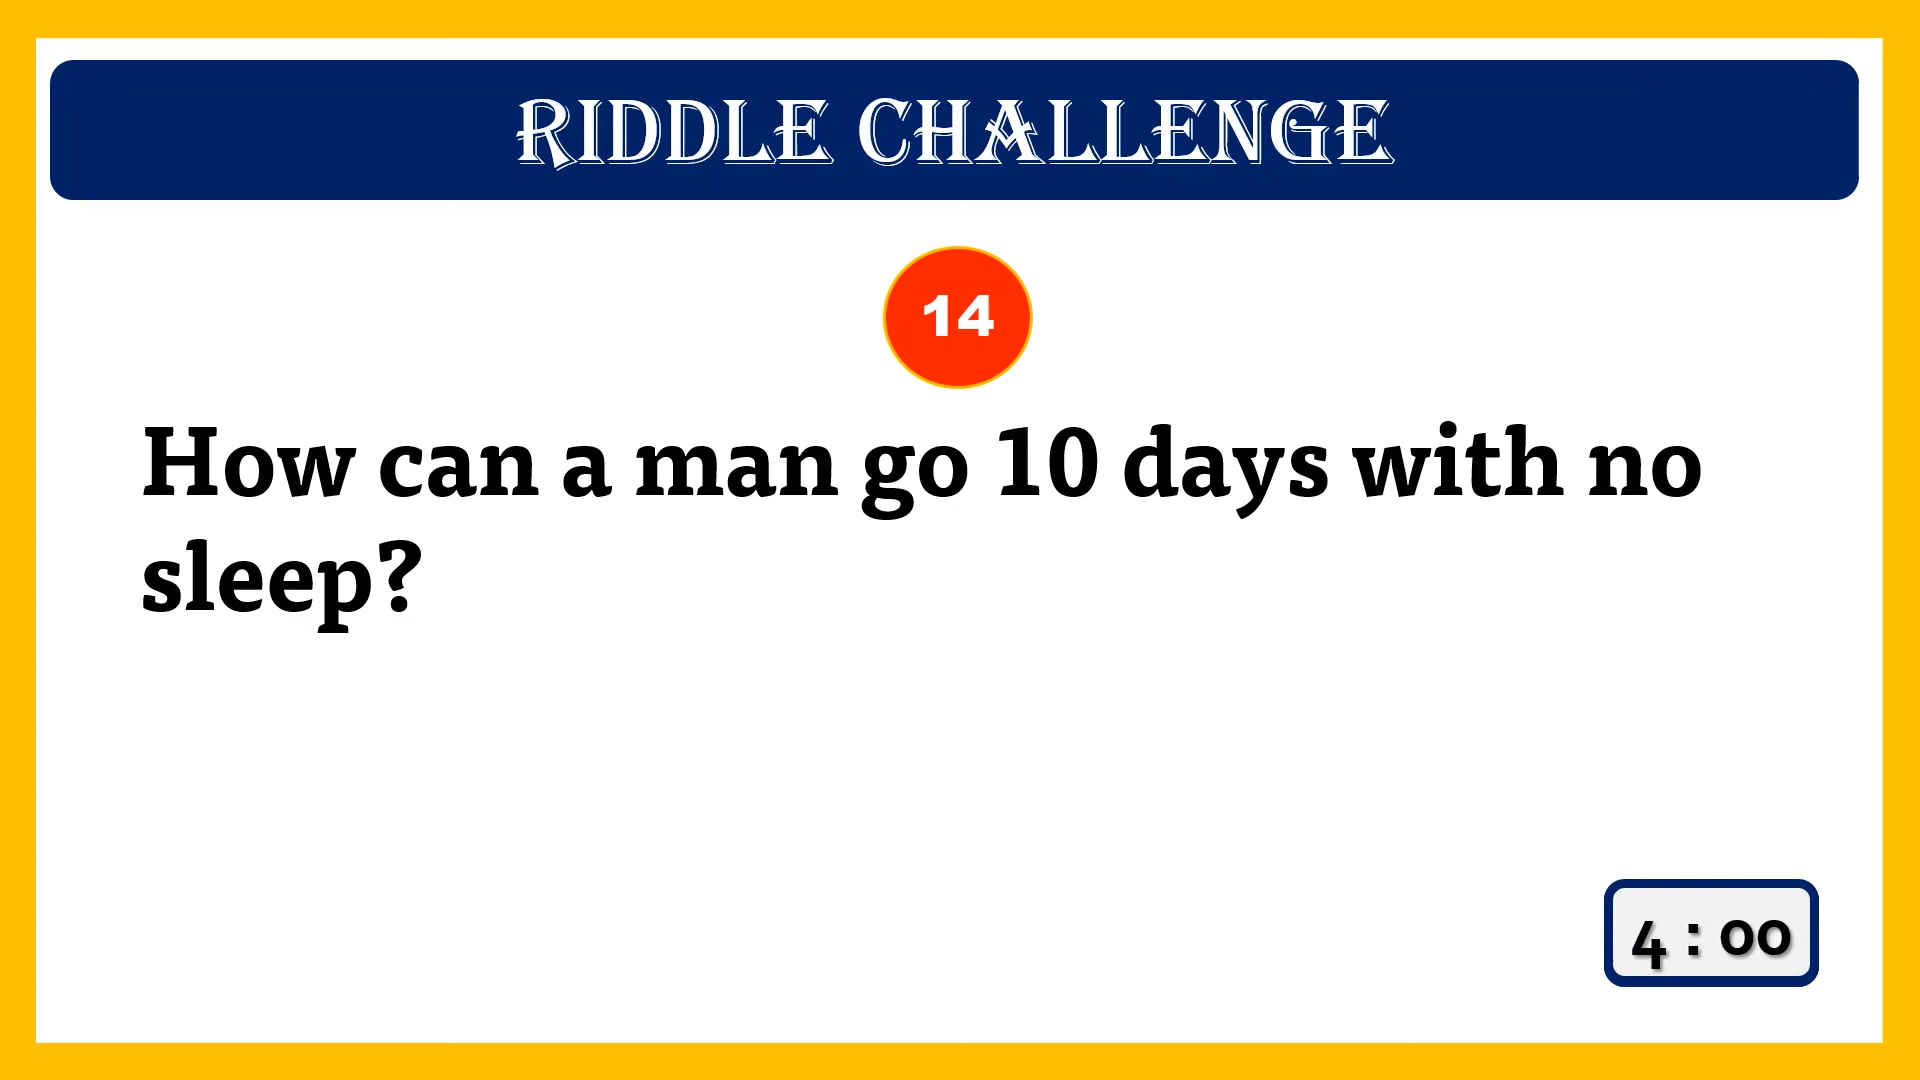 RIDDLE CHALLENGE
14
How can a man go 10 days with no
sleep?
4 : 00